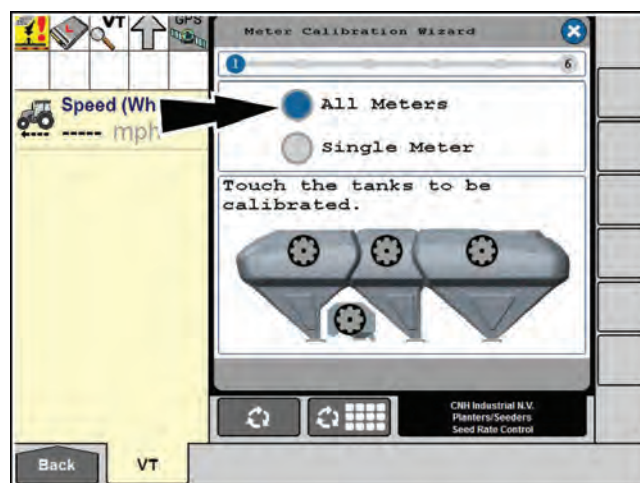 VT
GPS
Speed (Wh
----- mph
Meter Calibration Wizard
1
6
All Meters
Single Meter
Touch the tanks to be
calibrated.
CNH Industrial N.V.
Planters/Seeders
Seed Rate Control
Back
VT